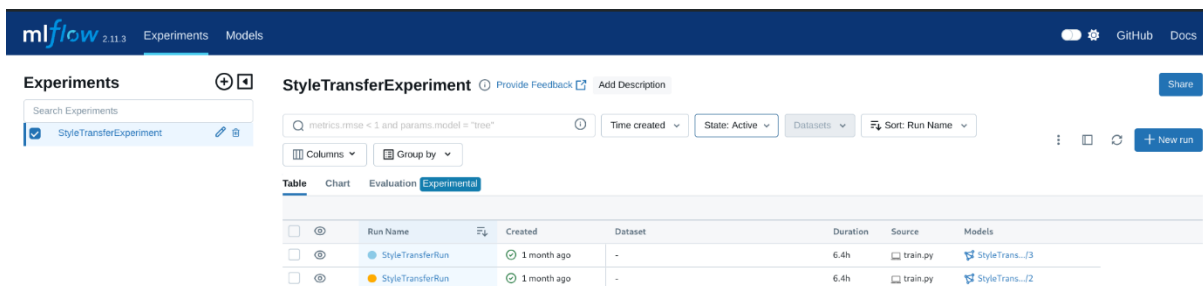 mlflow 2.11.3 Experiments Models GitHub Docs
Experiments
Search Experiments
StyleTransferExperiment
StyleTransferExperiment Provide Feedback Add Description Share
metrics.rmse < 1 and params.model = "tree" Time created State: Active Datasets Sort: Run Name + New run
Columns Group by
Table Chart Evaluation Experimental
Run Name Created Dataset Duration Source Models
StyleTransferRun 1 month ago - 6.4h train.py StyleTrans.../3
StyleTransferRun 1 month ago - 6.4h train.py StyleTrans.../2